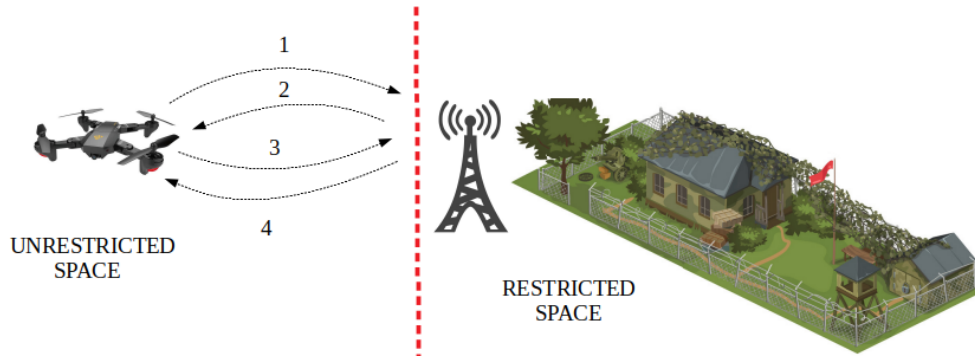 1
2
3
4
UNRESTRICTED
SPACE
RESTRICTED
SPACE